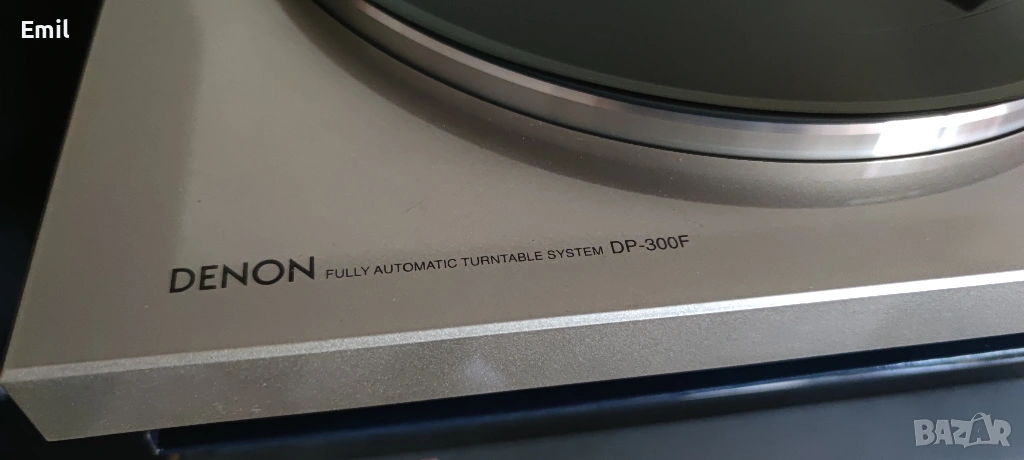 Emil
DENON FULLY AUTOMATIC TURNTABLE SYSTEM DP-300F
BAZAR